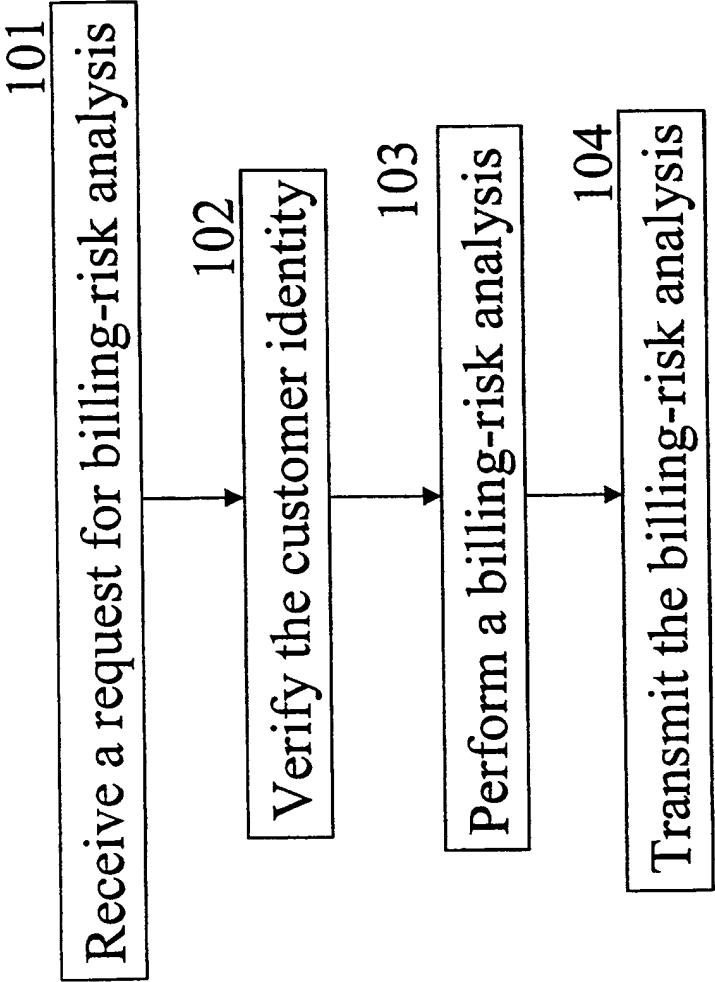 101
Receive a request for billing-risk analysis
102
Verify the customer identity
103
Perform a billing-risk analysis
104
Transmit the billing-risk analysis